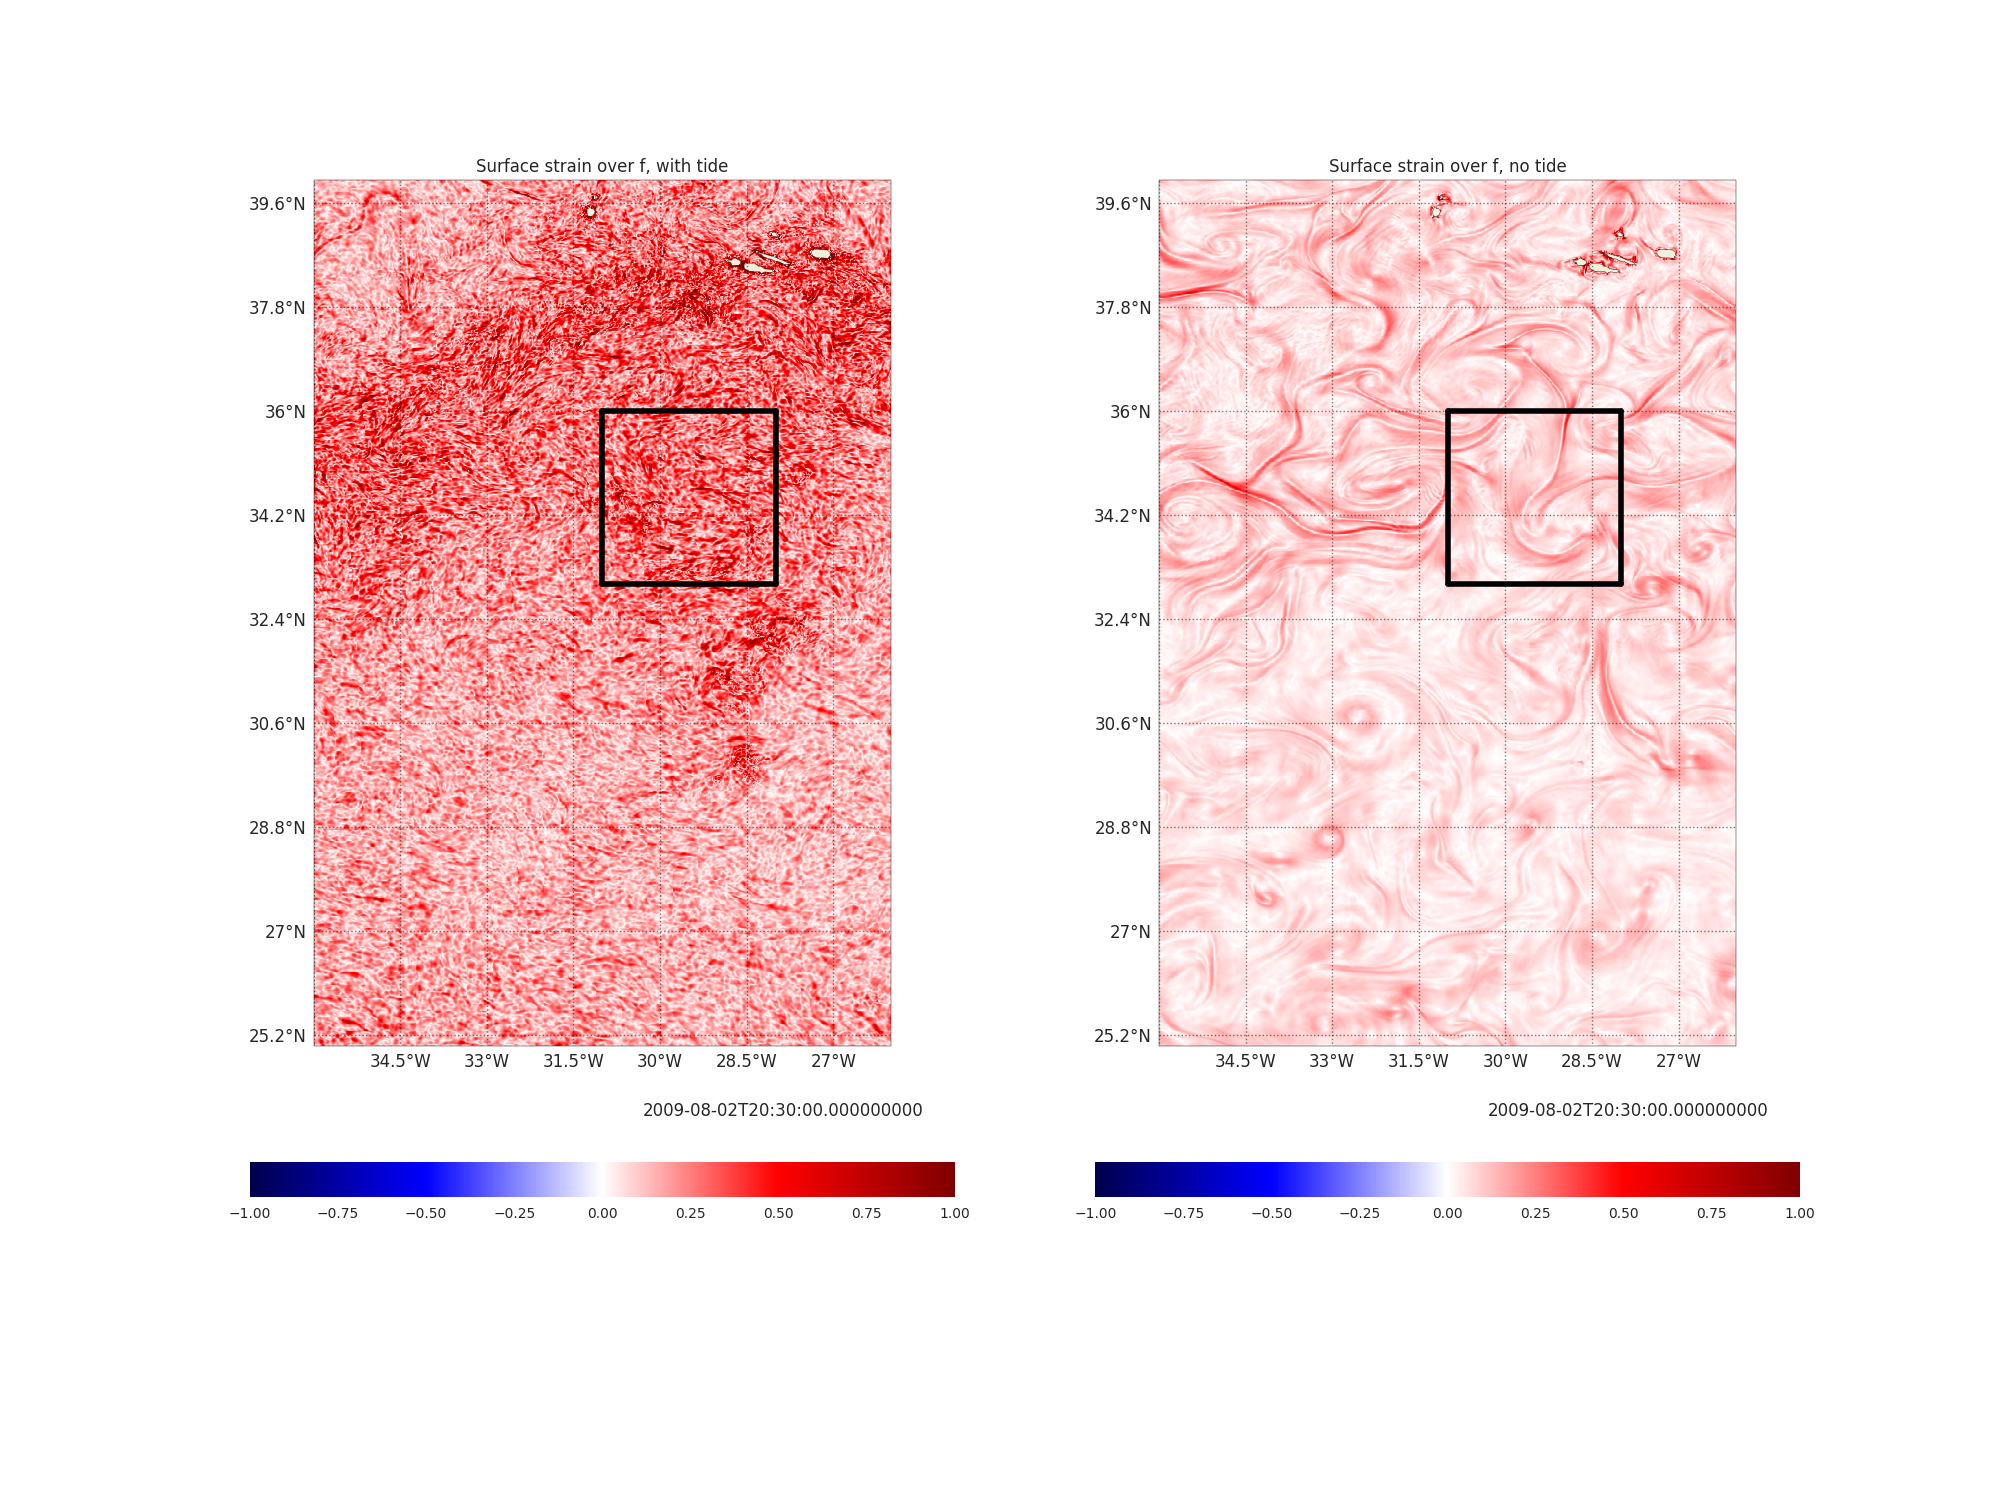 Surface strain over f, with tide
39.6°N
37.8°N
36°N
34.2°N
32.4°N
30.6°N
28.8°N
27°N
25.2°N
34.5°W 33°W 31.5°W 30°W 28.5°W 27°W
2009-08-02T20:30:00.000000000
−1.00 −0.75 −0.50 −0.25 0.00 0.25 0.50 0.75 1.00
Surface strain over f, no tide
39.6°N
37.8°N
36°N
34.2°N
32.4°N
30.6°N
28.8°N
27°N
25.2°N
34.5°W 33°W 31.5°W 30°W 28.5°W 27°W
2009-08-02T20:30:00.000000000
−1.00 −0.75 −0.50 −0.25 0.00 0.25 0.50 0.75 1.00